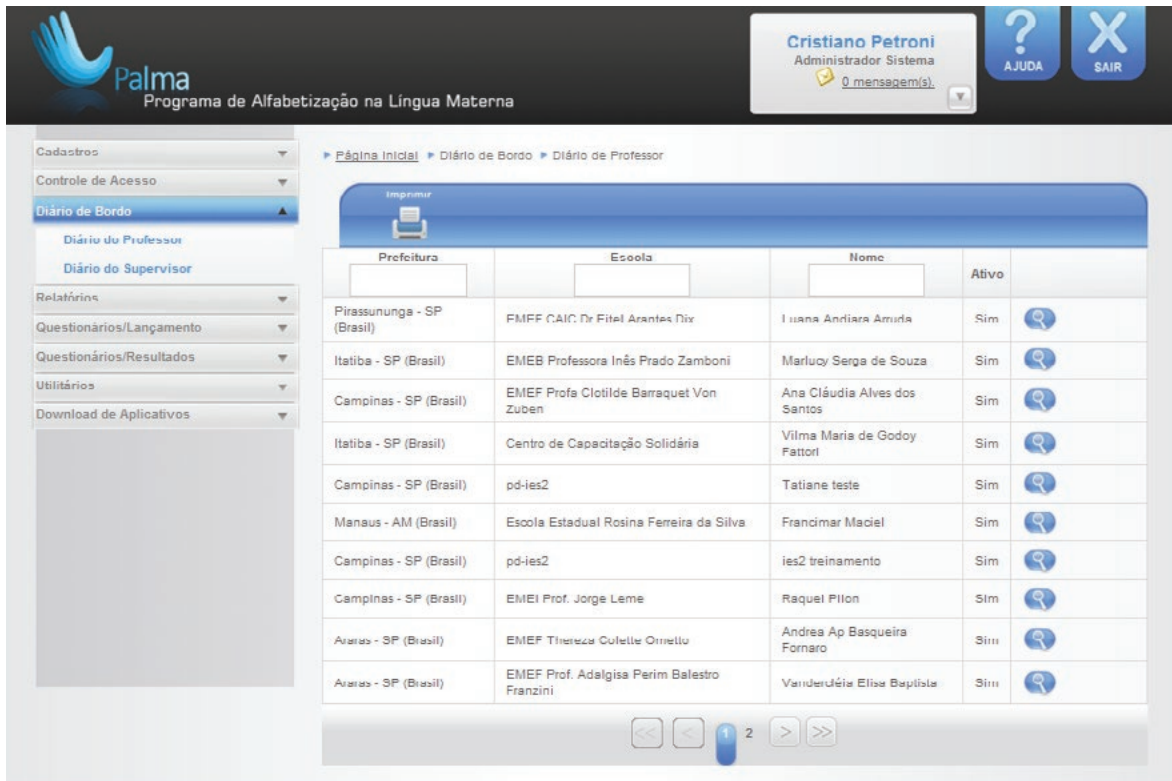 Palma
Programa de Alfabetização na Língua Materna
Cristiano Petroni
Administrador Sistema
0 mensagem(s).
AJUDA
SAIR
Cadastros
Controle de Acesso
Diário de Bordo
Diário do Professor
Diário do Supervisor
Relatórios
Questionários/Lançamento
Questionários/Resultados
Utilitários
Download de Aplicativos
Página Inicial Diário de Bordo Diário de Professor
Imprimir
Prefeitura Escola Nome Ativo
Pirassununga - SP
(Brasil)
EMEF CAIC Dr Eitel Arantes Dix Luana Andiara Arruda Sim
Itatiba - SP (Brasil) EMEB Professora Inês Prado Zamboni Marlucy Serga de Souza Sim
Campinas - SP (Brasil) EMEF Profa Clotilde Barraquet Von
Zuben
Ana Cláudia Alves dos
Santos
Sim
Itatiba - SP (Brasil) Centro de Capacitação Solidária Vilma Maria de Godoy
Fattori
Sim
Campinas - SP (Brasil) pd-ies2 Tatiane teste Sim
Manaus - AM (Brasil) Escola Estadual Rosina Ferreira da Silva Francimar Maciel Sim
Campinas - SP (Brasil) pd-ies2 ies2 treinamento Sim
Campinas - SP (Brasil) EMEI Prof. Jorge Leme Raquel Pilon Sim
Araras - SP (Brasil) EMEF Thereza Colette Ometto Andrea Ap Basqueira
Fornaro
Sim
Araras - SP (Brasil) EMEF Prof. Adalgisa Perim Balestro
Franzini
Vandercléia Elisa Baptista Sim
<< < 1 2 > >>